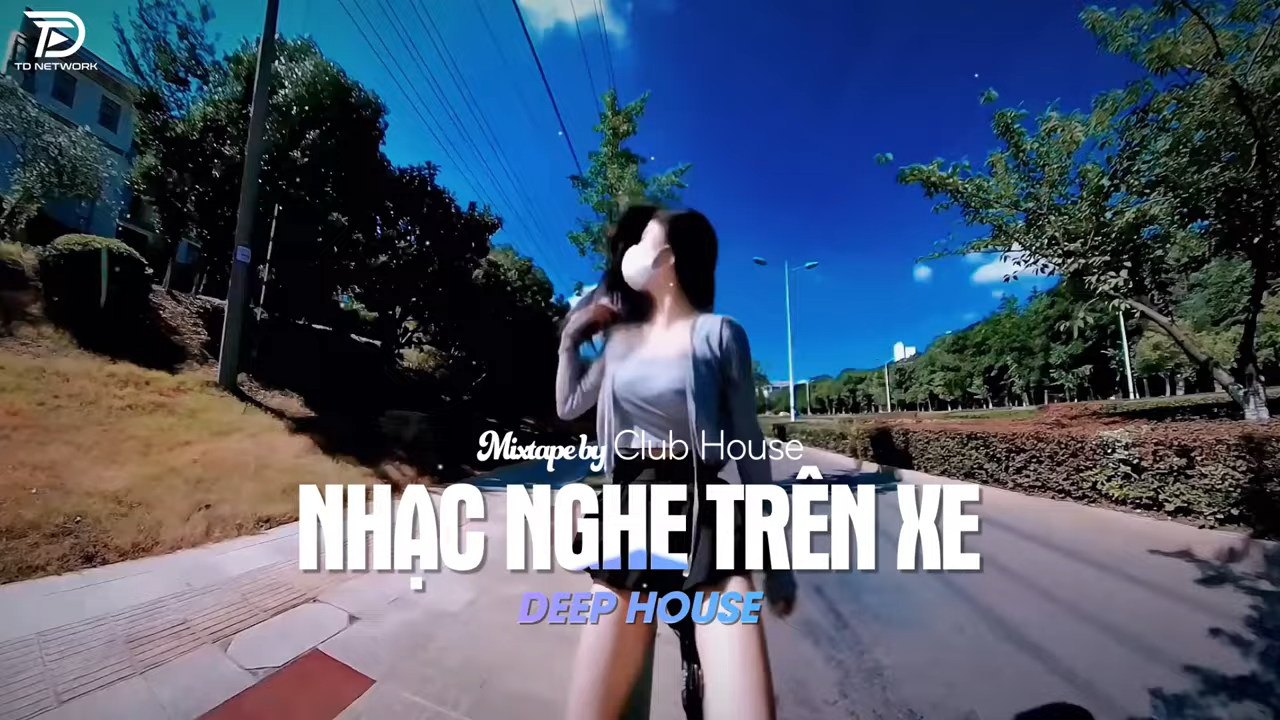 TD NETWORK
Mixtape by Club House
NHẠC NGHE TRÊN XE
DEEP HOUSE